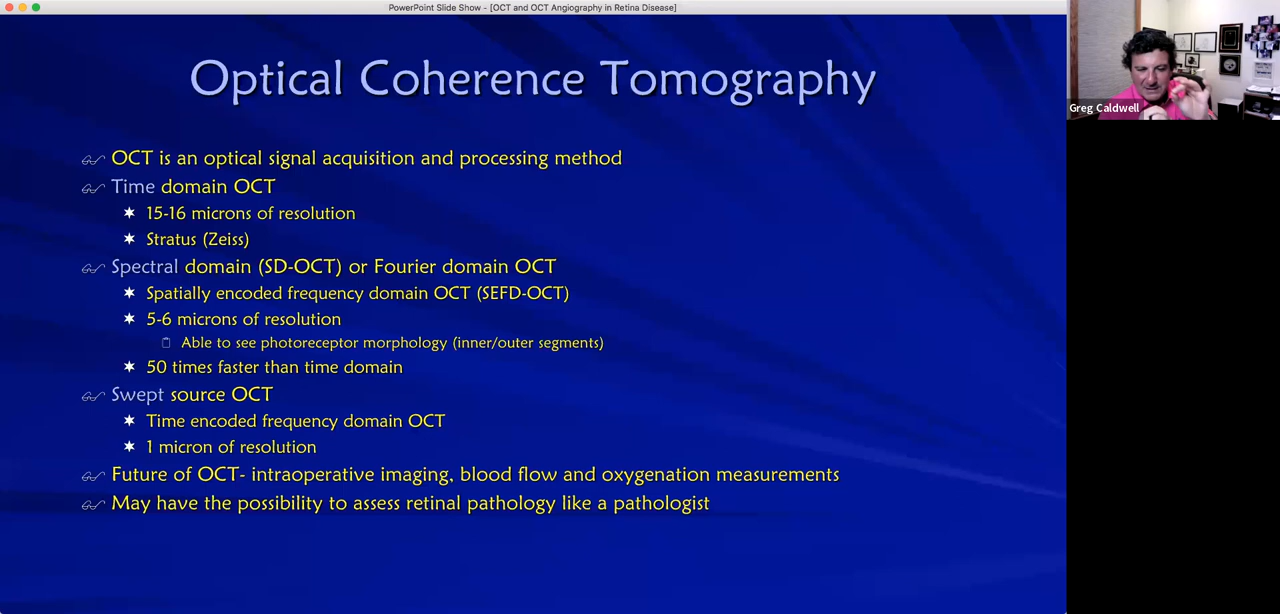 PowerPoint Slide Show - [OCT and OCT Angiography in Retina Disease]
Optical Coherence Tomography
OCT is an optical signal acquisition and processing method
Time domain OCT
15-16 microns of resolution
Stratus (Zeiss)
Spectral domain (SD-OCT) or Fourier domain OCT
Spatially encoded frequency domain OCT (SEFD-OCT)
5-6 microns of resolution
Able to see photoreceptor morphology (inner/outer segments)
50 times faster than time domain
Swept source OCT
Time encoded frequency domain OCT
1 micron of resolution
Future of OCT- intraoperative imaging, blood flow and oxygenation measurements
May have the possibility to assess retinal pathology like a pathologist
Greg Caldwell